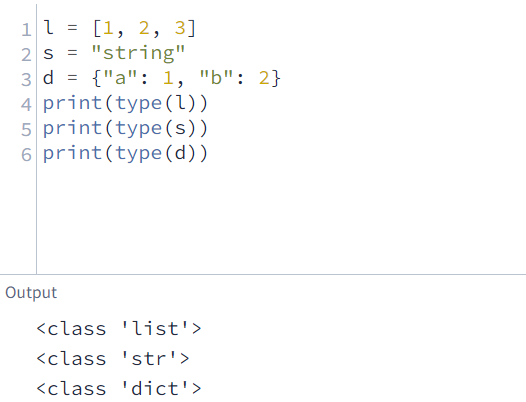 1 l = [1, 2, 3]
2 s = "string"
3 d = {"a": 1, "b": 2}
4 print(type(l))
5 print(type(s))
6 print(type(d))
Output
<class 'list'>
<class 'str'>
<class 'dict'>